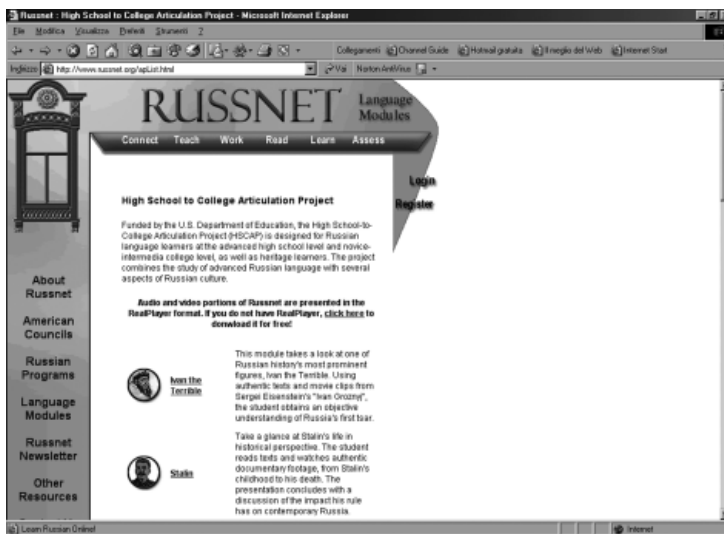 Russnet : High School to College Articulation Project - Microsoft Internet Explorer
File Modifica Visualizza Preferiti Strumenti ?
Collegamenti Channel Guide Hotmail gratuita Il meglio del Web Internet Start
Indirizzo http://www.russnet.org/apList.html Vai Norton AntiVirus
RUSSNET Language
Modules
Connect Teach Work Read Learn Assess
Login
Register
High School to College Articulation Project
Funded by the U.S. Department of Education, the High School-to-
College Articulation Project (HSCAP) is designed for Russian
language learners at the advanced high school level and novice-
intermedia college level, as well as heritage learners. The project
combines the study of advanced Russian language with several
aspects of Russian culture.
Audio and video portions of Russnet are presented in the
RealPlayer format. If you do not have RealPlayer, click here to
donwload it for free!
About
Russnet
American
Councils
Russian
Programs
Language
Modules
Russnet
Newsletter
Other
Resources
Ivan the
Terrible
This module takes a look at one of
Russian history's most prominent
figures, Ivan the Terrible. Using
authentic texts and movie clips from
Sergei Eisenstein's "Ivan Groznyj",
the student obtains an objective
understanding of Russia's first tsar.
Stalin
Take a glance at Stalin's life in
historical perspective. The student
reads texts and watches authentic
documentary footage, from Stalin's
childhood to his death. The
presentation concludes with a
discussion of the impact his rule
has on contemporary Russia.
Learn Russian Online! Internet